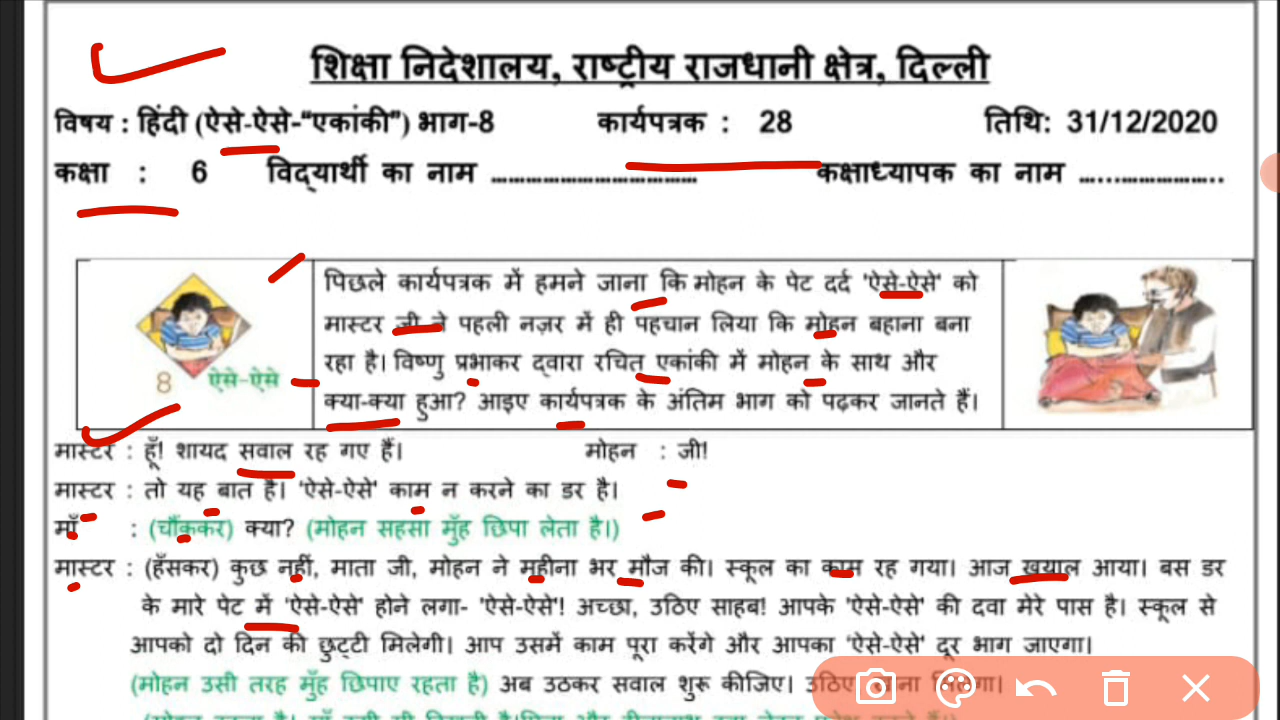 शिक्षा निदेशालय, राष्ट्रीय राजधानी क्षेत्र, दिल्ली
विषय : हिंदी (ऐसे-ऐसे-"एकांकी") भाग-8 कार्यपत्रक : 28 तिथि: 31/12/2020
कक्षा : 6 विद्यार्थी का नाम ....................................... कक्षाध्यापक का नाम ........................
पिछले कार्यपत्रक में हमने जाना कि मोहन के पेट दर्द 'ऐसे-ऐसे' को
मास्टर जी ने पहली नज़र में ही पहचान लिया कि मोहन बहाना बना
रहा है। विष्णु प्रभाकर द्वारा रचित एकांकी में मोहन के साथ और
क्या-क्या हुआ? आइए कार्यपत्रक के अंतिम भाग को पढ़कर जानते हैं।
8 ऐसे-ऐसे
मास्टर : हूँ! शायद सवाल रह गए हैं। मोहन : जी!
मास्टर : तो यह बात है। 'ऐसे-ऐसे' काम न करने का डर है।
माँ : (चौंककर) क्या? (मोहन सहसा मुँह छिपा लेता है।)
मास्टर : (हँसकर) कुछ नहीं, माता जी, मोहन ने महीना भर मौज की। स्कूल का काम रह गया। आज खयाल आया। बस डर
के मारे पेट में 'ऐसे-ऐसे' होने लगा- 'ऐसे-ऐसे'! अच्छा, उठिए साहब! आपके 'ऐसे-ऐसे' की दवा मेरे पास है। स्कूल से
आपको दो दिन की छुट्टी मिलेगी। आप उसमें काम पूरा करेंगे और आपका 'ऐसे-ऐसे' दूर भाग जाएगा।
(मोहन उसी तरह मुँह छिपाए रहता है) अब उठकर सवाल शुरू कीजिए। उठिए